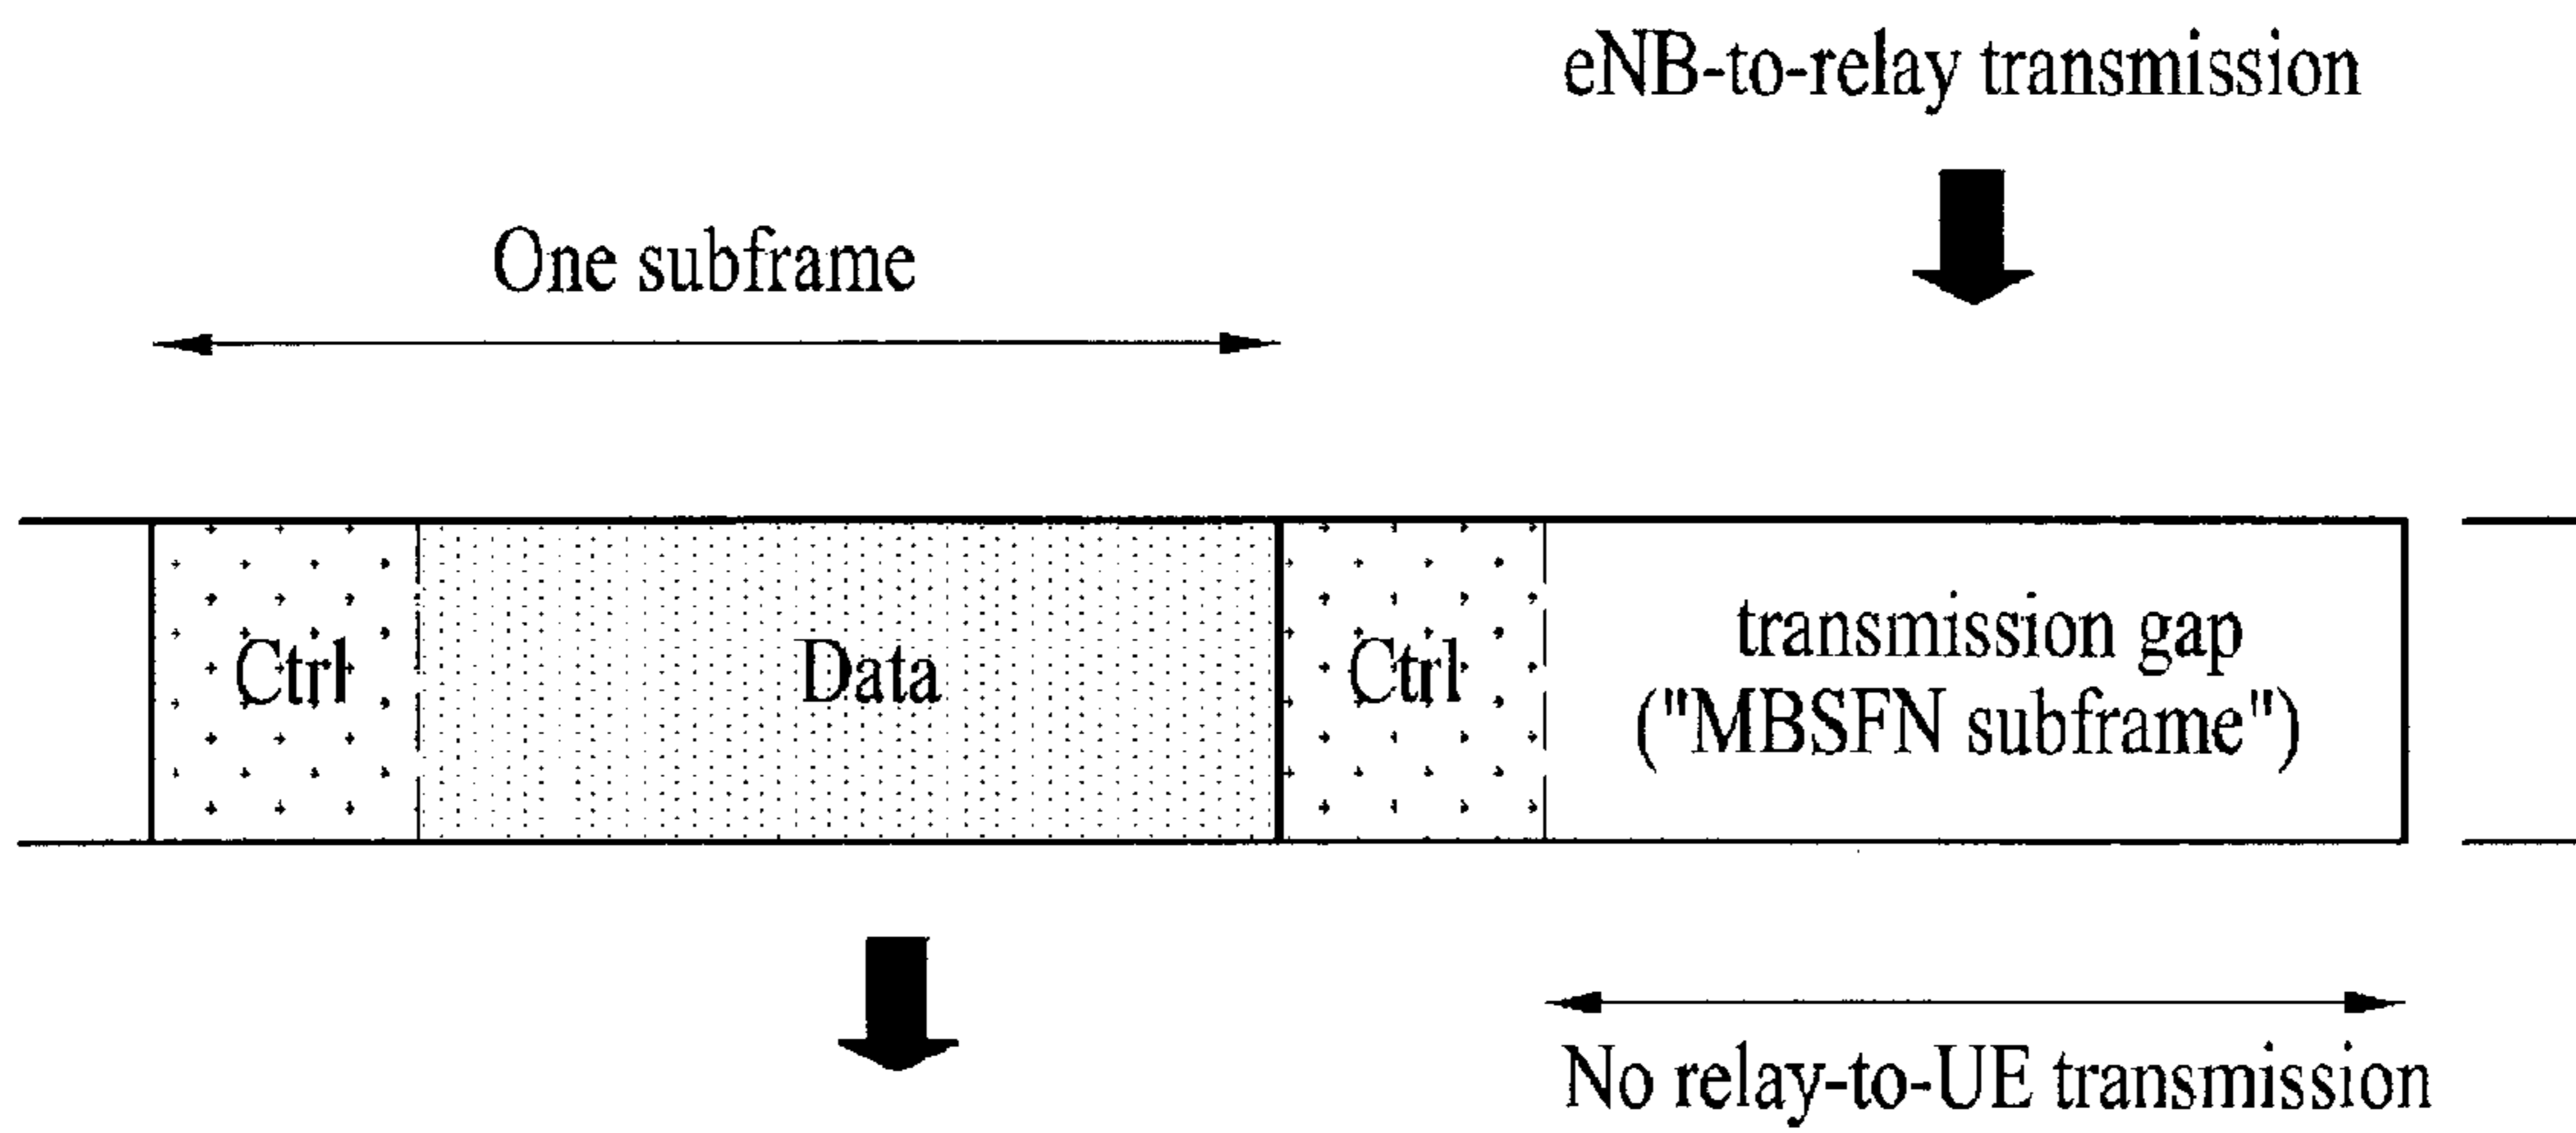 eNB-to-relay transmission
One subframe
Ctrl
Data
Ctrl
transmission gap
("MBSFN subframe")
No relay-to-UE transmission